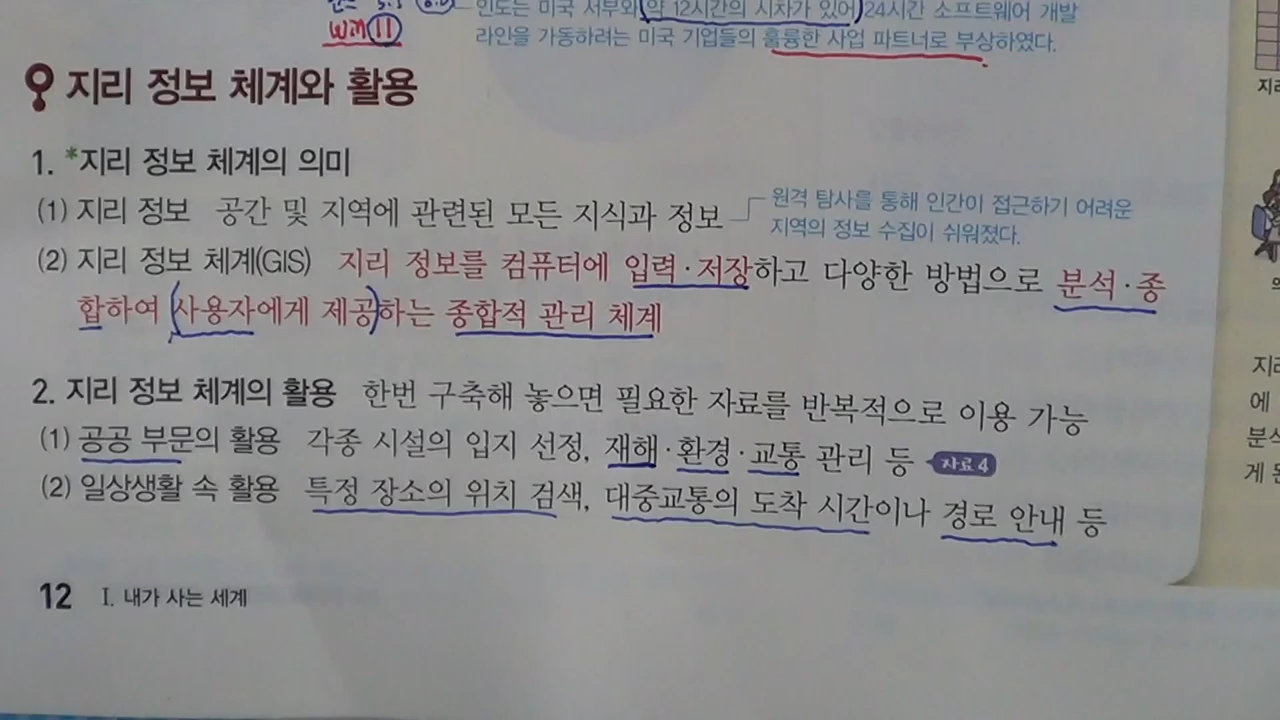 인도는 미국 서부와 약 12시간의 시차가 있어 24시간 소프트웨어 개발
Win 11
라인을 가동하려는 미국 기업들의 훌륭한 사업 파트너로 부상하였다.
지리 정보 체계와 활용
1. *지리 정보 체계의 의미
(1) 지리 정보 공간 및 지역에 관련된 모든 지식과 정보
원격 탐사를 통해 인간이 접근하기 어려운
지역의 정보 수집이 쉬워졌다.
(2) 지리 정보 체계(GIS) 지리 정보를 컴퓨터에 입력·저장하고 다양한 방법으로 분석·종
합하여 사용자에게 제공하는 종합적 관리 체계
2. 지리 정보 체계의 활용 한번 구축해 놓으면 필요한 자료를 반복적으로 이용 가능
(1) 공공 부문의 활용 각종 시설의 입지 선정, 재해·환경·교통 관리 등 자료 4
(2) 일상생활 속 활용 특정 장소의 위치 검색, 대중교통의 도착 시간이나 경로 안내 등
12 I. 내가 사는 세계
에